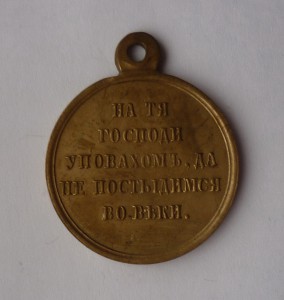 НА ТЯ
ГОСПОДИ
УПОВАХОМЪ. ДА
НЕ ПОСТЫДИМСЯ
ВО.ВѢКИ.